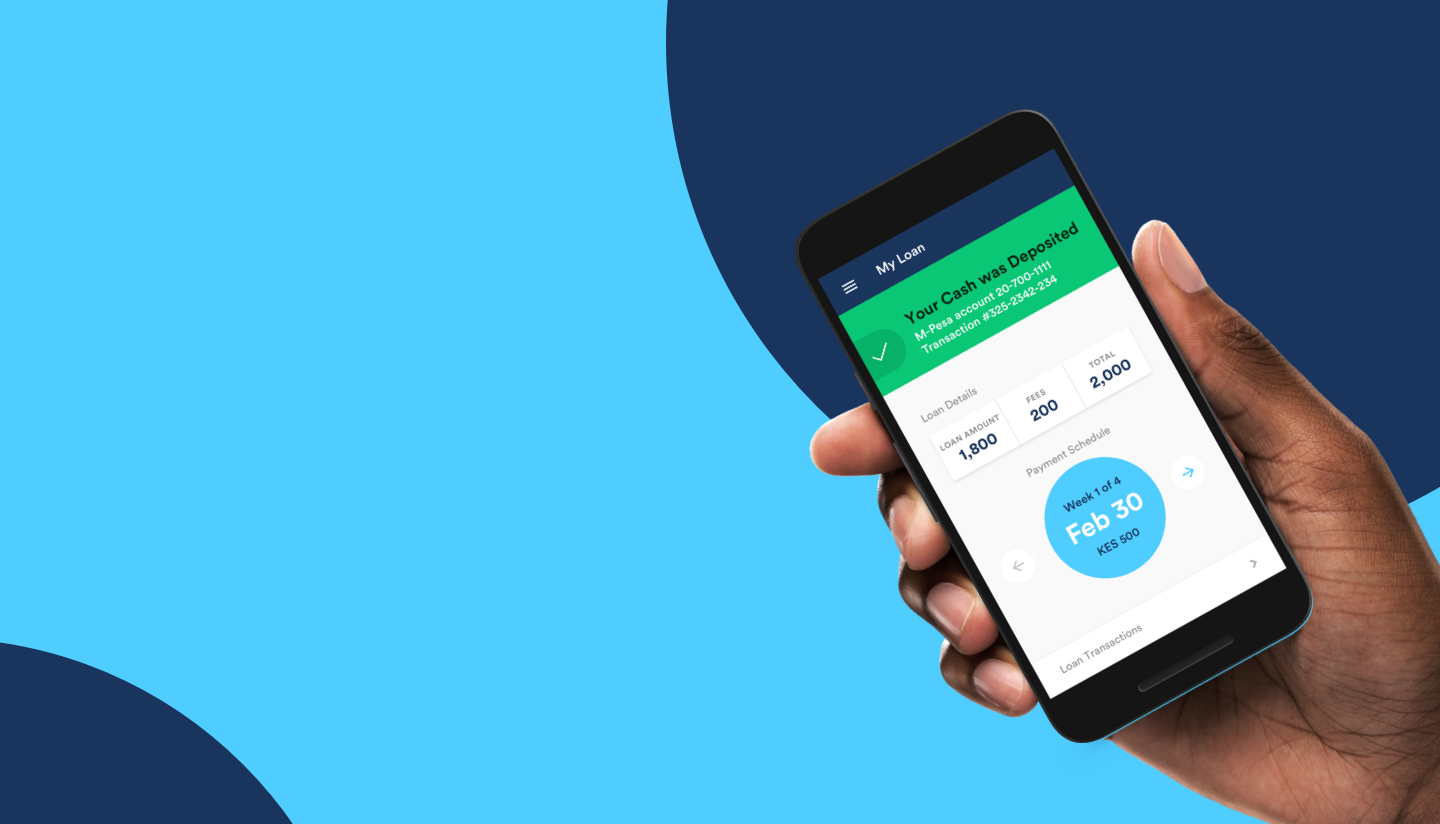 My Loan
Your Cash was Deposited
M-Pesa account 20-700-1111
Transaction #325-2342-234
Loan Details
LOAN AMOUNT
1,800
FEES
200
TOTAL
2,000
Payment Schedule
Week 1 of 4
Feb 30
KES 500
Loan Transactions